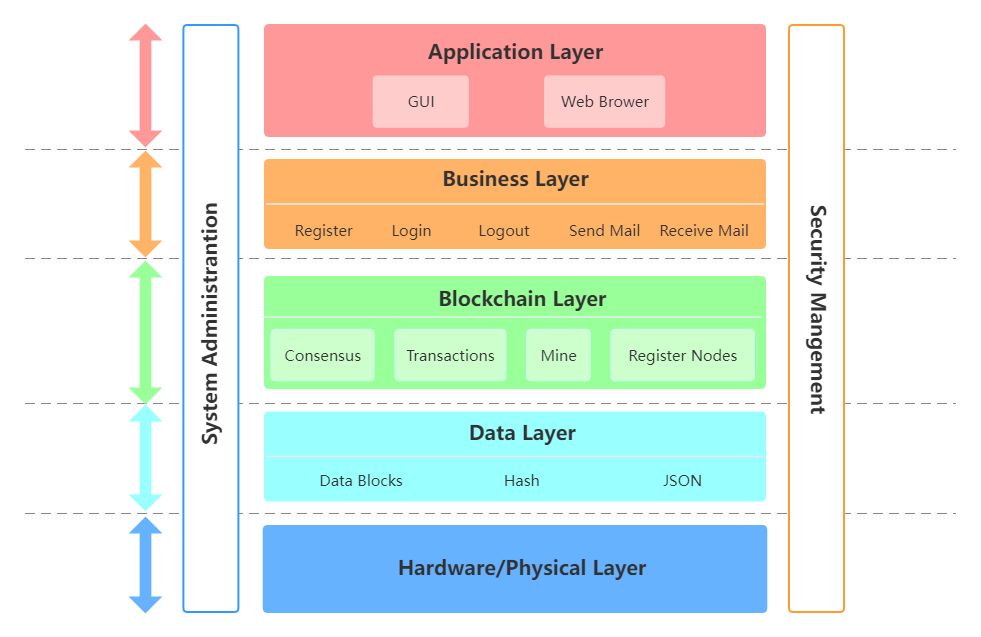 Application Layer
GUI
Web Brower
Business Layer
Register
Login
Logout
Send Mail
Receive Mail
Blockchain Layer
Consensus
Transactions
Mine
Register Nodes
Data Layer
Data Blocks
Hash
JSON
Hardware/Physical Layer
System Administrantion
Security Mangement